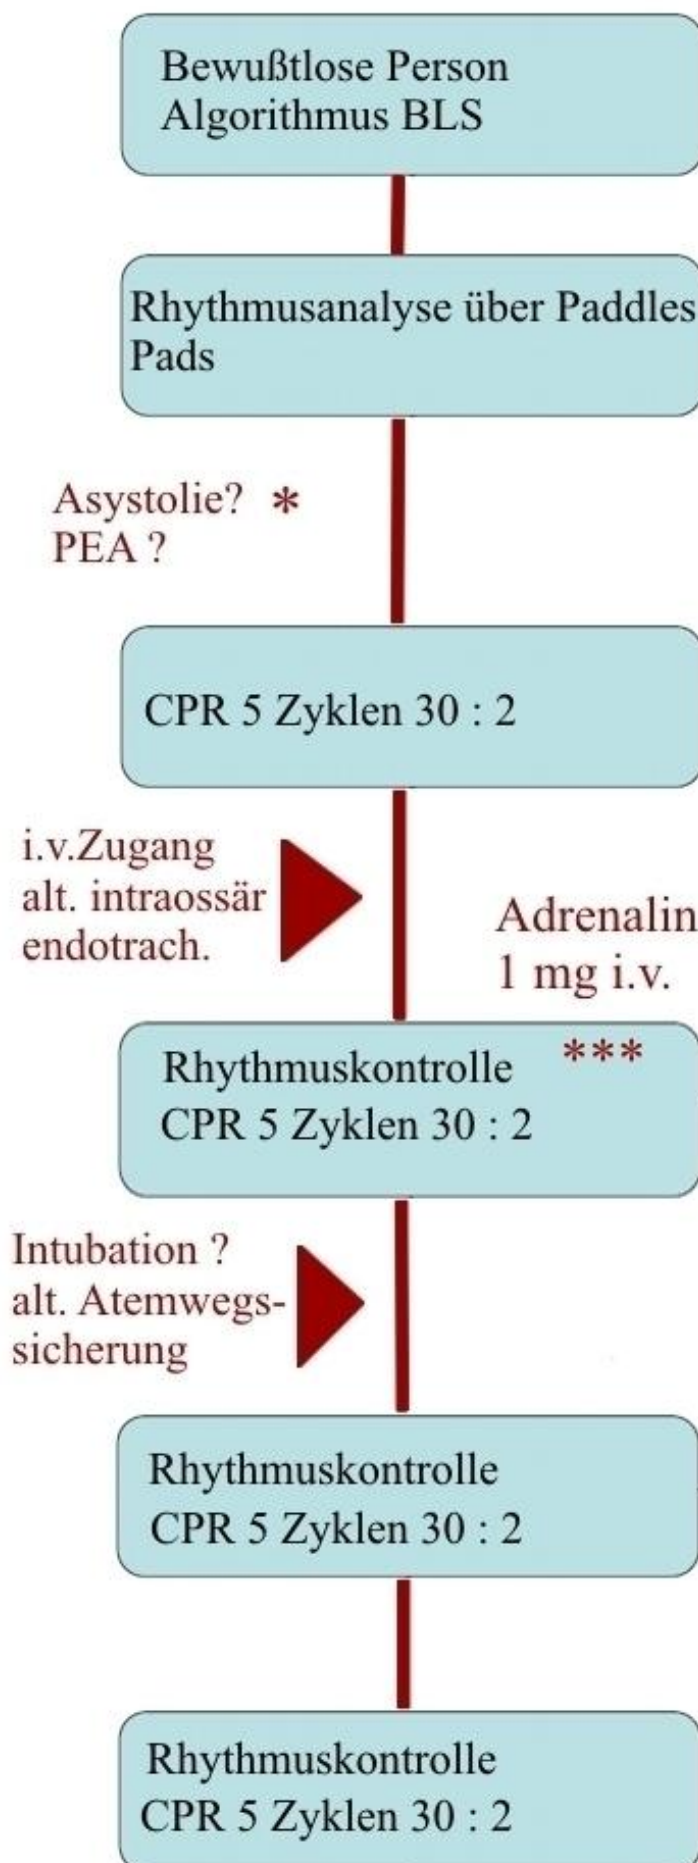 Bewußtlose Person
Algorithmus BLS
Rhythmusanalyse über Paddles
Pads
Asystolie? *
PEA ?
CPR 5 Zyklen 30 : 2
i.v.Zugang
alt. intraossär
endotrach.
Adrenalin
1 mg i.v.
Rhythmuskontrolle ***
CPR 5 Zyklen 30 : 2
Intubation ?
alt. Atemwegs-
sicherung
Rhythmuskontrolle
CPR 5 Zyklen 30 : 2
Rhythmuskontrolle
CPR 5 Zyklen 30 : 2